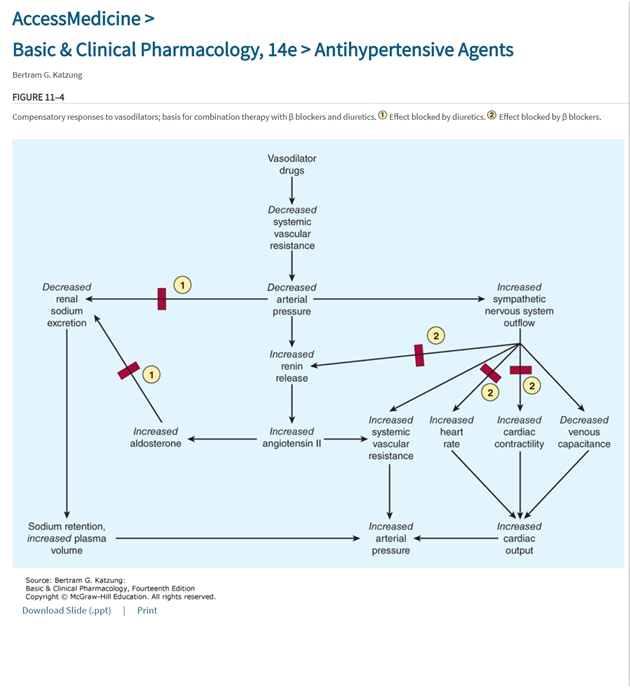 AccessMedicine >
Basic & Clinical Pharmacology, 14e > Antihypertensive Agents
Bertram G. Katzung
FIGURE 11–4
Compensatory responses to vasodilators; basis for combination therapy with β blockers and diuretics. 1 Effect blocked by diuretics. 2 Effect blocked by β blockers.
Vasodilator
drugs
Decreased
systemic
vascular
resistance
Decreased
renal
sodium
excretion
1
Decreased
arterial
pressure
Increased
sympathetic
nervous system
outflow
2
Increased
renin
release
1
2
2
Increased
aldosterone
Increased
angiotensin II
Increased
systemic
vascular
resistance
Increased
heart
rate
Increased
cardiac
contractility
Decreased
venous
capacitance
Sodium retention,
increased plasma
volume
Increased
arterial
pressure
Increased
cardiac
output
Source: Bertram G. Katzung:
Basic & Clinical Pharmacology, Fourteenth Edition
Copyright © McGraw-Hill Education. All rights reserved.
Download Slide (.ppt) | Print